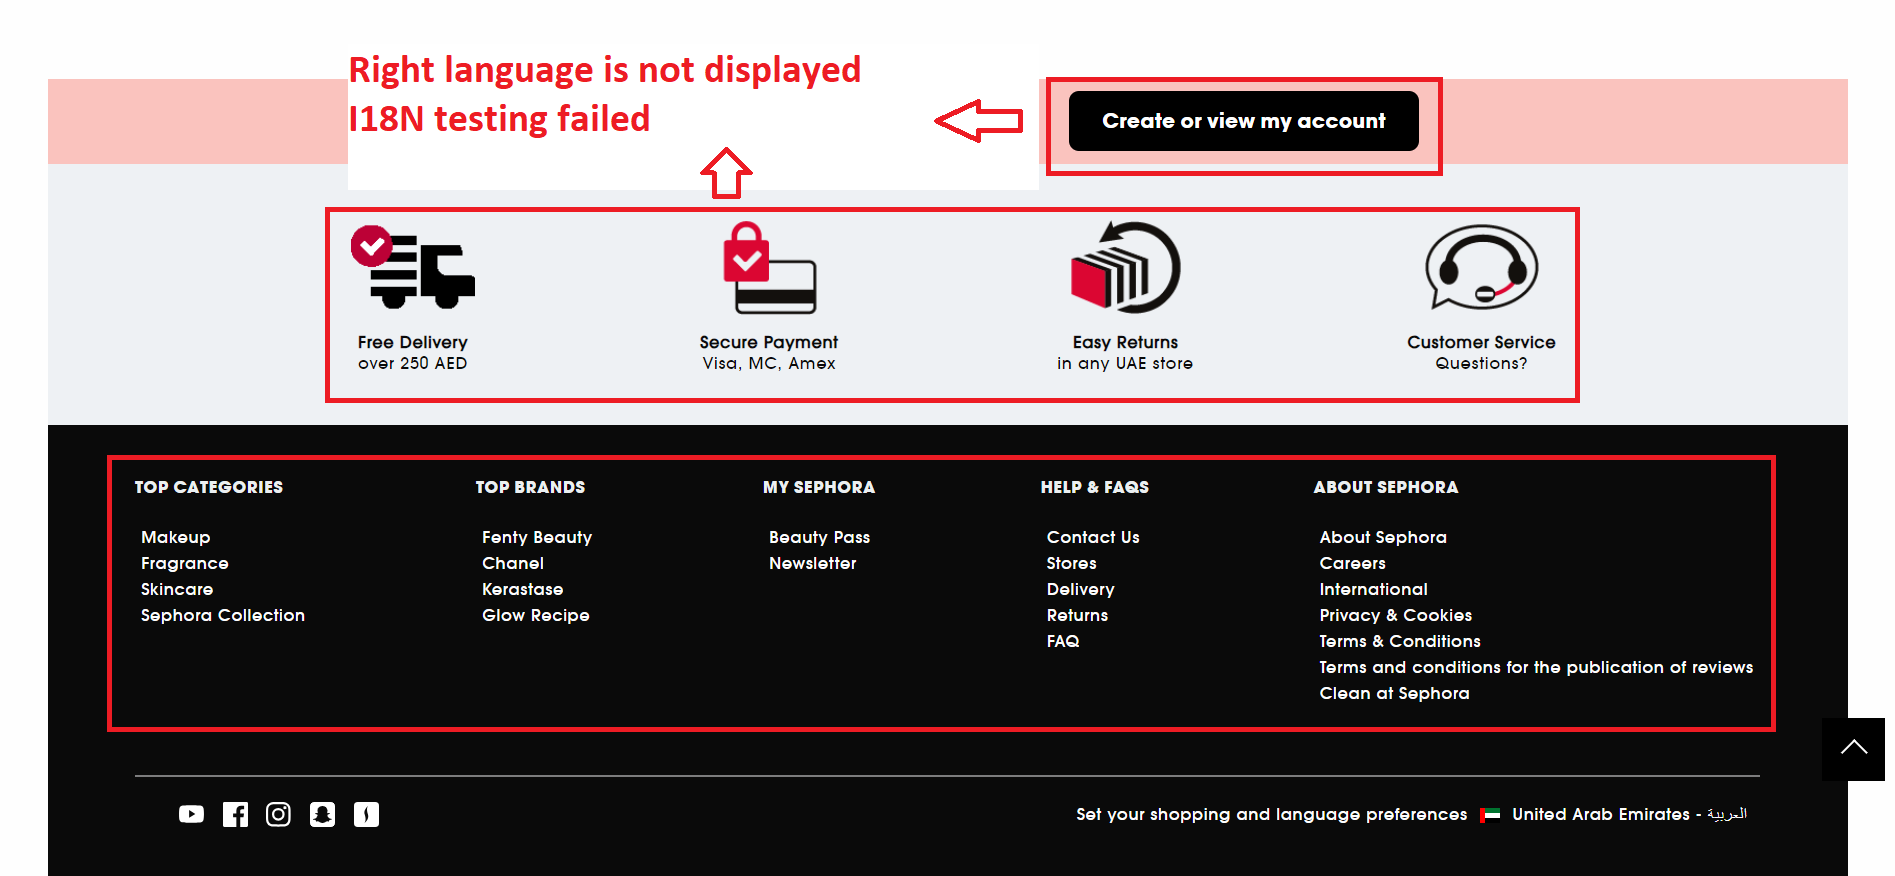 Right language is not displayed
I18N testing failed
Create or view my account
Free Delivery
over 250 AED
Secure Payment
Visa, MC, Amex
Easy Returns
in any UAE store
Customer Service
Questions?
TOP CATEGORIES
Makeup
Fragrance
Skincare
Sephora Collection
TOP BRANDS
Fenty Beauty
Chanel
Kerastase
Glow Recipe
MY SEPHORA
Beauty Pass
Newsletter
HELP & FAQS
Contact Us
Stores
Delivery
Returns
FAQ
ABOUT SEPHORA
About Sephora
Careers
International
Privacy & Cookies
Terms & Conditions
Terms and conditions for the publication of reviews
Clean at Sephora
Set your shopping and language preferences United Arab Emirates - العربية